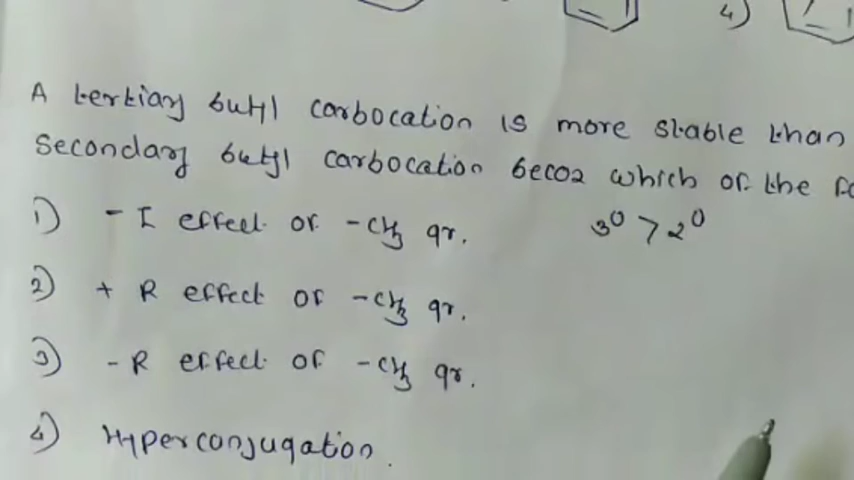 4)
A tertiary butyl carbocation is more stable than
Secondary butyl carbocation becoz which of the
1) - I effect of -CH3 gr.
3° > 2°
2) + R effect of -CH3 gr.
3) - R effect of -CH3 gr.
4) Hyperconjugation.